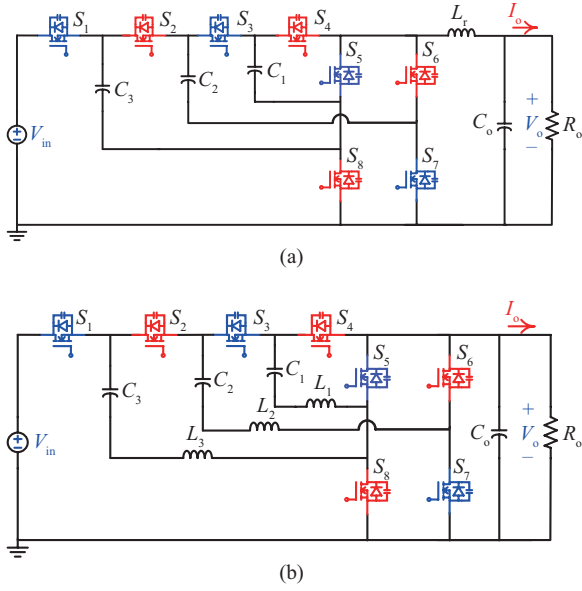 S1 S2 S3 S4 Lr Io
S5 S6
C3 C2 C1
Vin Co + Vo − Ro
S8 S7
(a)
S1 S2 S3 S4 Io
S5 S6
C3 C2 C1 L1
L2
L3
Vin Co + Vo − Ro
S8 S7
(b)